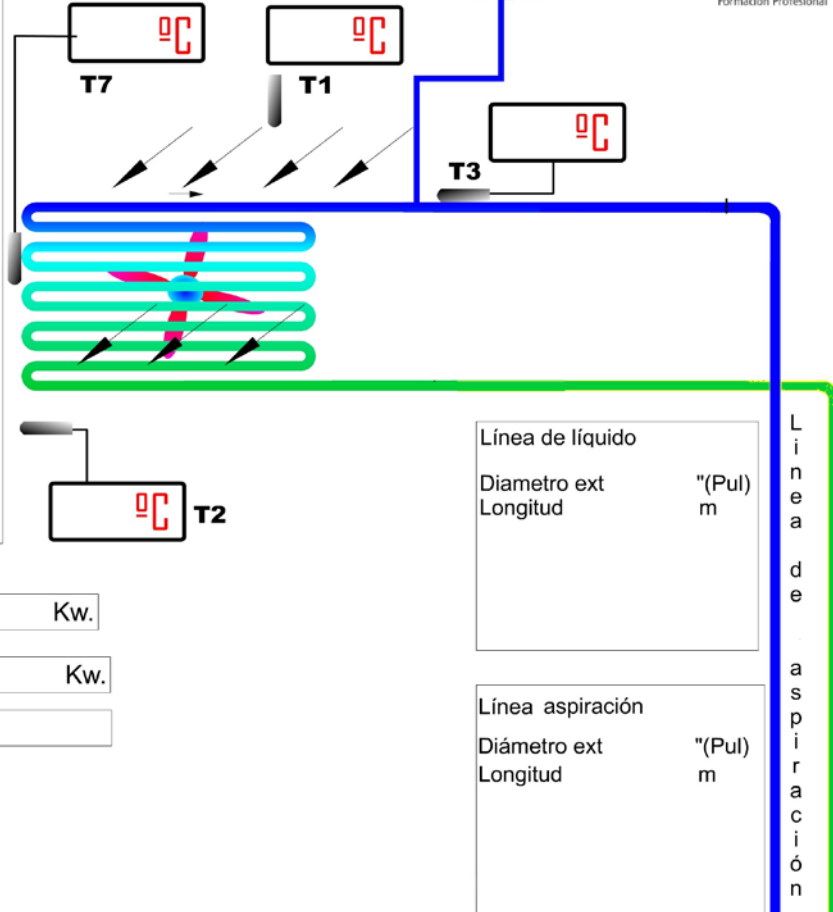 Formación Profesional
ºC
ºC
T7
T1
ºC
T3
Línea de líquido
Diametro ext "(Pul)
Longitud m
ºC
T2
Kw.
Kw.
Línea aspiración
Diámetro ext "(Pul)
Longitud m
Linea de aspiración